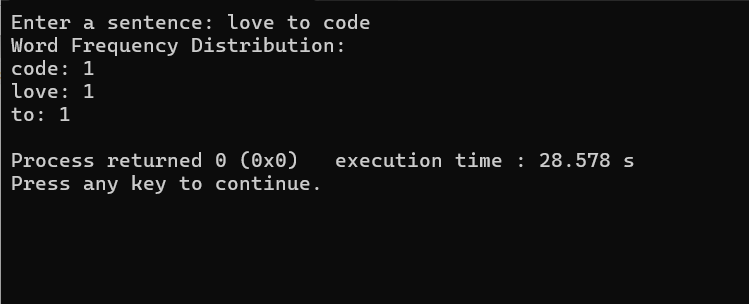 Enter a sentence: love to code
Word Frequency Distribution:
code: 1
love: 1
to: 1
Process returned 0 (0x0)   execution time : 28.578 s
Press any key to continue.